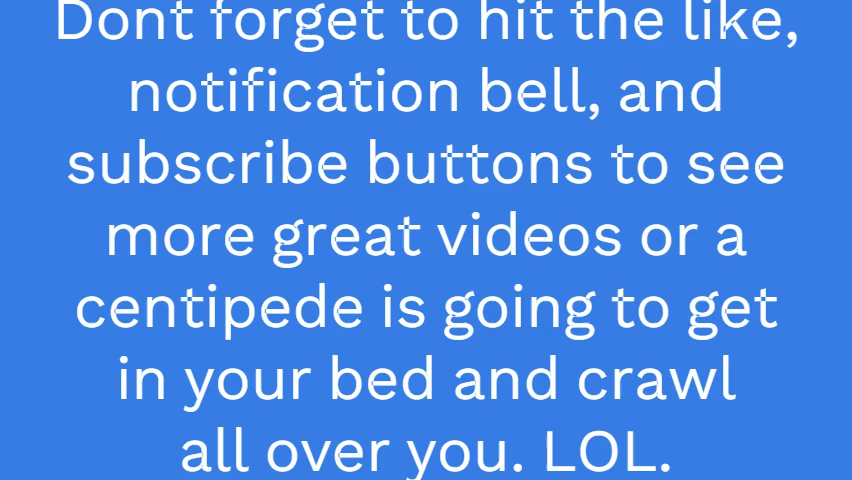 Dont forget to hit the like,
notification bell, and
subscribe buttons to see
more great videos or a
centipede is going to get
in your bed and crawl
all over you. LOL.